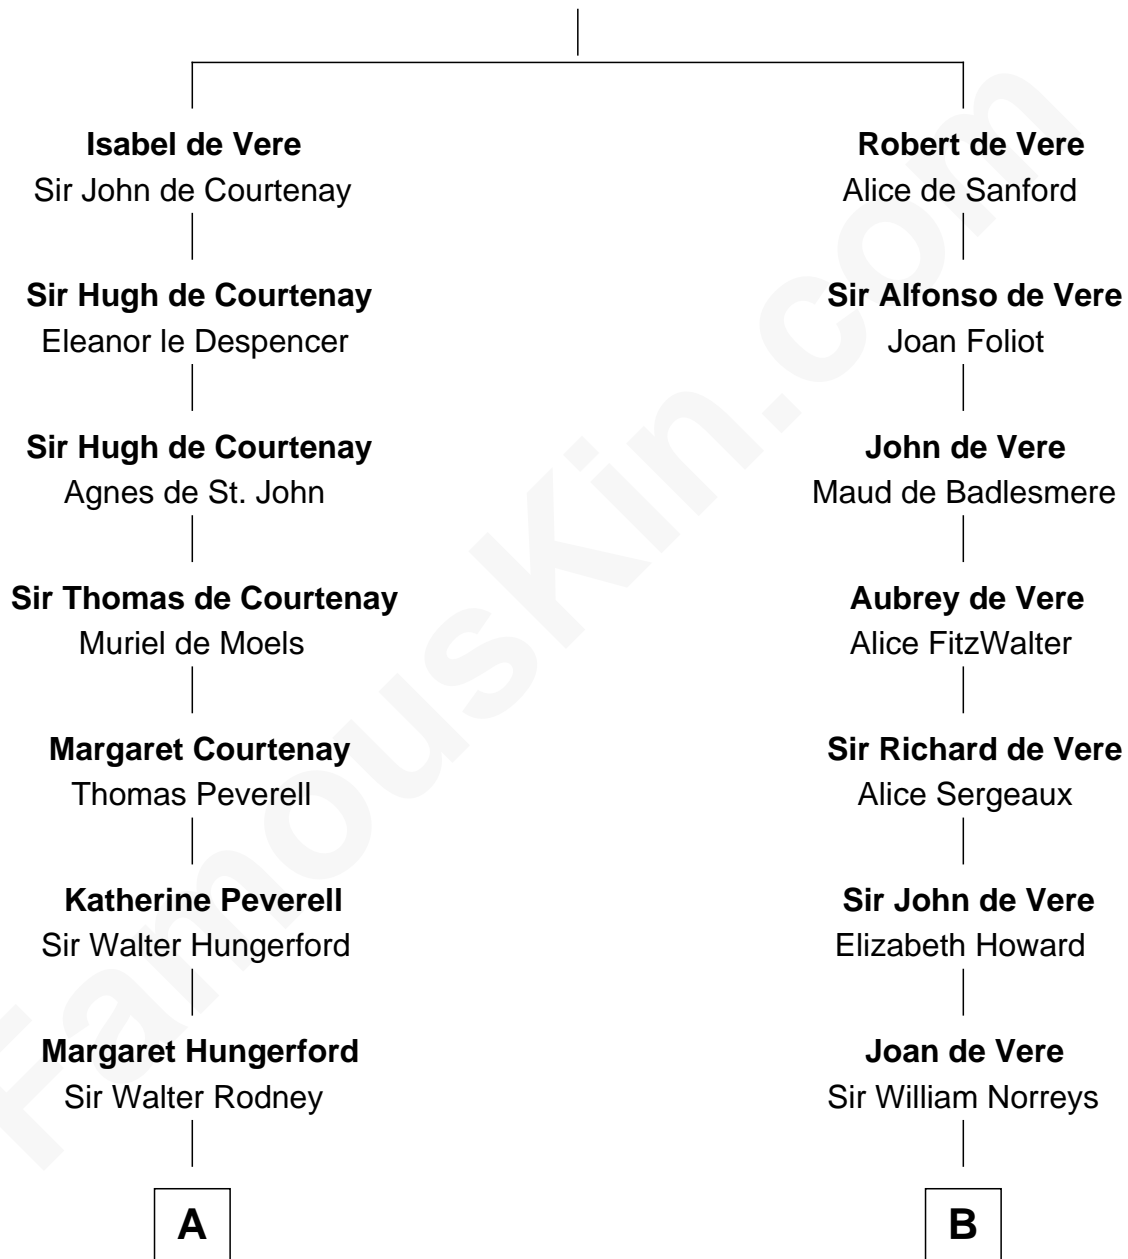 Isabel de Vere
Sir John de Courtenay
Sir Hugh de Courtenay
Eleanor le Despencer
Sir Hugh de Courtenay
Agnes de St. John
Sir Thomas de Courtenay
Muriel de Moels
Margaret Courtenay
Thomas Peverell
Katherine Peverell
Sir Walter Hungerford
Margaret Hungerford
Sir Walter Rodney
A
Robert de Vere
Alice de Sanford
Sir Alfonso de Vere
Joan Foliot
John de Vere
Maud de Badlesmere
Aubrey de Vere
Alice FitzWalter
Sir Richard de Vere
Alice Sergeaux
Sir John de Vere
Elizabeth Howard
Joan de Vere
Sir William Norreys
B
FamousKin.com